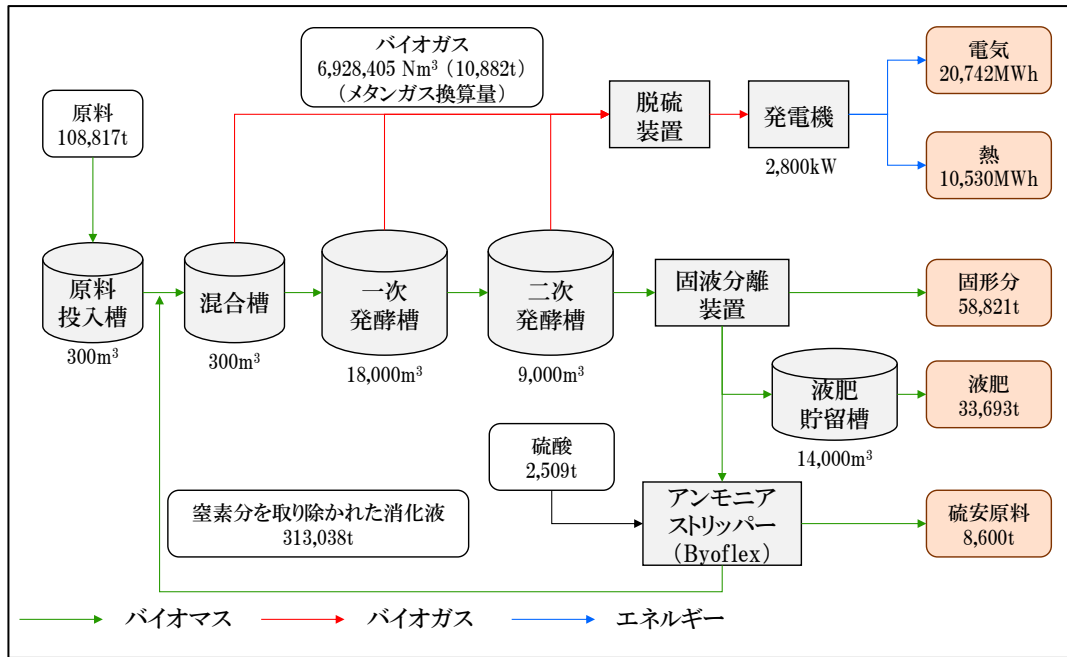 バイオガス
6,928,405 Nm³（10,882t）
（メタンガス換算量）
原料
108,817t
脱硫
装置
発電機
2,800kW
電気
20,742MWh
熱
10,530MWh
原料
投入槽
300m³
混合槽
300m³
一次
発酵槽
18,000m³
二次
発酵槽
9,000m³
固液分離
装置
固形分
58,821t
液肥
貯留槽
14,000m³
液肥
33,693t
硫酸
2,509t
窒素分を取り除かれた消化液
313,038t
アンモニア
ストリッパー
（Byoflex）
硫安原料
8,600t
バイオマス
バイオガス
エネルギー